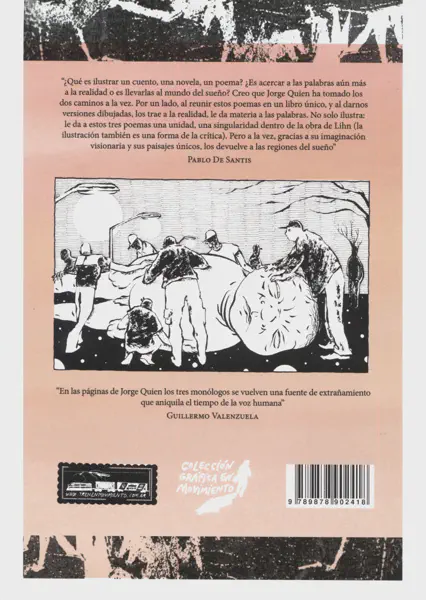 "¿Qué es ilustrar un cuento, una novela, un poema? ¿Es acercar a las palabras aún más
a la realidad o es llevarlas al mundo del sueño? Creo que Jorge Quien ha tomado los
dos caminos a la vez. Por un lado, al reunir estos poemas en un libro único, y al darnos
versiones dibujadas, los trae a la realidad, le da materia a las palabras. No solo ilustra:
le da a estos tres poemas una unidad, una singularidad dentro de la obra de Lihn (la
ilustración también es una forma de la crítica). Pero a la vez, gracias a su imaginación
visionaria y sus paisajes únicos, los devuelve a las regiones del sueño"
Pablo De Santis
"En las páginas de Jorge Quien los tres monólogos se vuelven una fuente de extrañamiento
que aniquila el tiempo de la voz humana"
Guillermo Valenzuela
www.trenenmovimiento.com.ar
COLECCIÓN
GRÁFICA EN
MOVIMIENTO
9789878902418